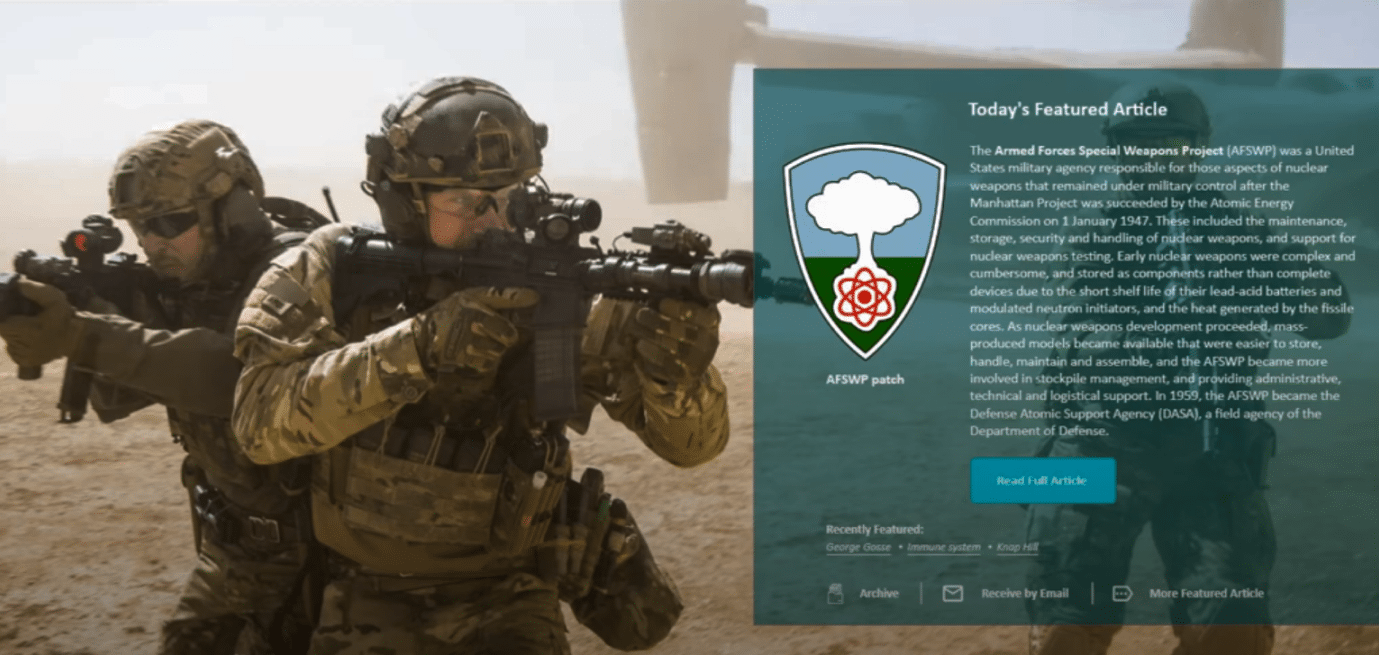 Today's Featured Article
The Armed Forces Special Weapons Project (AFSWP) was a United
States military agency responsible for those aspects of nuclear
weapons that remained under military control after the
Manhattan Project was succeeded by the Atomic Energy
Commission on 1 January 1947. These included the maintenance,
storage, security and handling of nuclear weapons, and support for
nuclear weapons testing. Early nuclear weapons were complex and
cumbersome, and stored as components rather than complete
devices due to the short shelf life of their lead-acid batteries and
modulated neutron initiators, and the heat generated by the fissile
cores. As nuclear weapons development proceeded, mass-
produced models became available that were easier to store,
handle, maintain and assemble, and the AFSWP became more
involved in stockpile management, and providing administrative,
technical and logistical support. In 1959, the AFSWP became the
Defense Atomic Support Agency (DASA), a field agency of the
Department of Defense.
AFSWP patch
Read Full Article
Recently Featured:
George Gosse • Immune system • Knap Hill
Archive | Receive by Email | More Featured Article